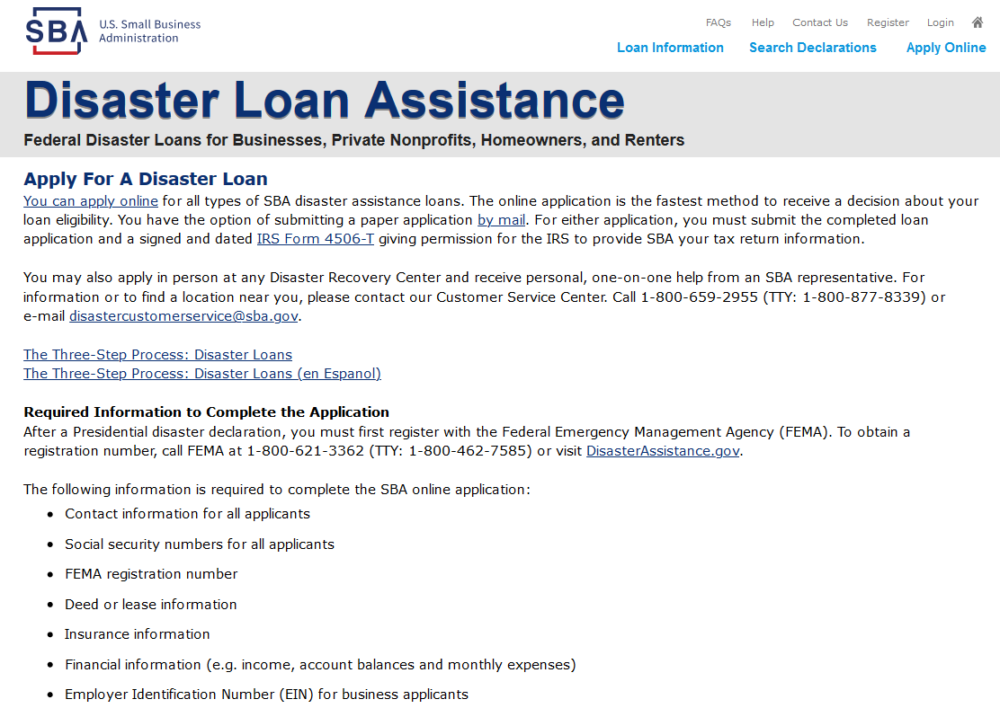 SBA
U.S. Small Business
Administration
FAQs Help Contact Us Register Login
Loan Information Search Declarations Apply Online
Disaster Loan Assistance
Federal Disaster Loans for Businesses, Private Nonprofits, Homeowners, and Renters
Apply For A Disaster Loan
You can apply online for all types of SBA disaster assistance loans. The online application is the fastest method to receive a decision about your
loan eligibility. You have the option of submitting a paper application by mail. For either application, you must submit the completed loan
application and a signed and dated IRS Form 4506-T giving permission for the IRS to provide SBA your tax return information.
You may also apply in person at any Disaster Recovery Center and receive personal, one-on-one help from an SBA representative. For
information or to find a location near you, please contact our Customer Service Center. Call 1-800-659-2955 (TTY: 1-800-877-8339) or
e-mail disastercustomerservice@sba.gov.
The Three-Step Process: Disaster Loans
The Three-Step Process: Disaster Loans (en Espanol)
Required Information to Complete the Application
After a Presidential disaster declaration, you must first register with the Federal Emergency Management Agency (FEMA). To obtain a
registration number, call FEMA at 1-800-621-3362 (TTY: 1-800-462-7585) or visit DisasterAssistance.gov.
The following information is required to complete the SBA online application:
• Contact information for all applicants
• Social security numbers for all applicants
• FEMA registration number
• Deed or lease information
• Insurance information
• Financial information (e.g. income, account balances and monthly expenses)
• Employer Identification Number (EIN) for business applicants